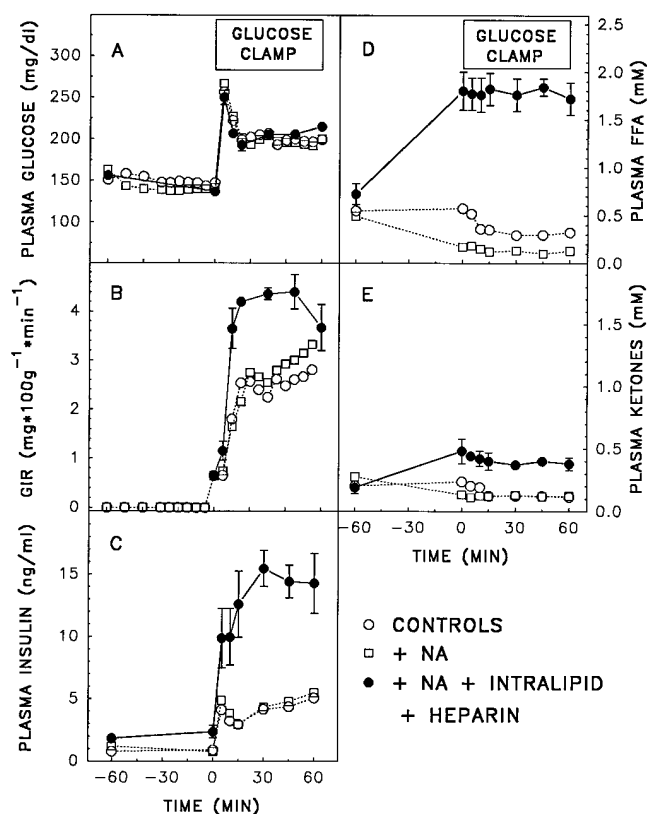 A
GLUCOSE
CLAMP
PLASMA GLUCOSE (mg/dl)
300
250
200
150
100
B
GIR (mg*100g⁻¹*min⁻¹)
4
3
2
1
0
C
PLASMA INSULIN (ng/ml)
15
10
5
0
−60
−30
0
30
60
TIME (MIN)
D
GLUCOSE
CLAMP
PLASMA FFA (mM)
2.0
1.5
1.0
0.5
0.0
E
PLASMA KETONES (mM)
1.5
1.0
0.5
0.0
−60
−30
0
30
60
TIME (MIN)
CONTROLS
+ NA
+ NA + INTRALIPID
+ HEPARIN